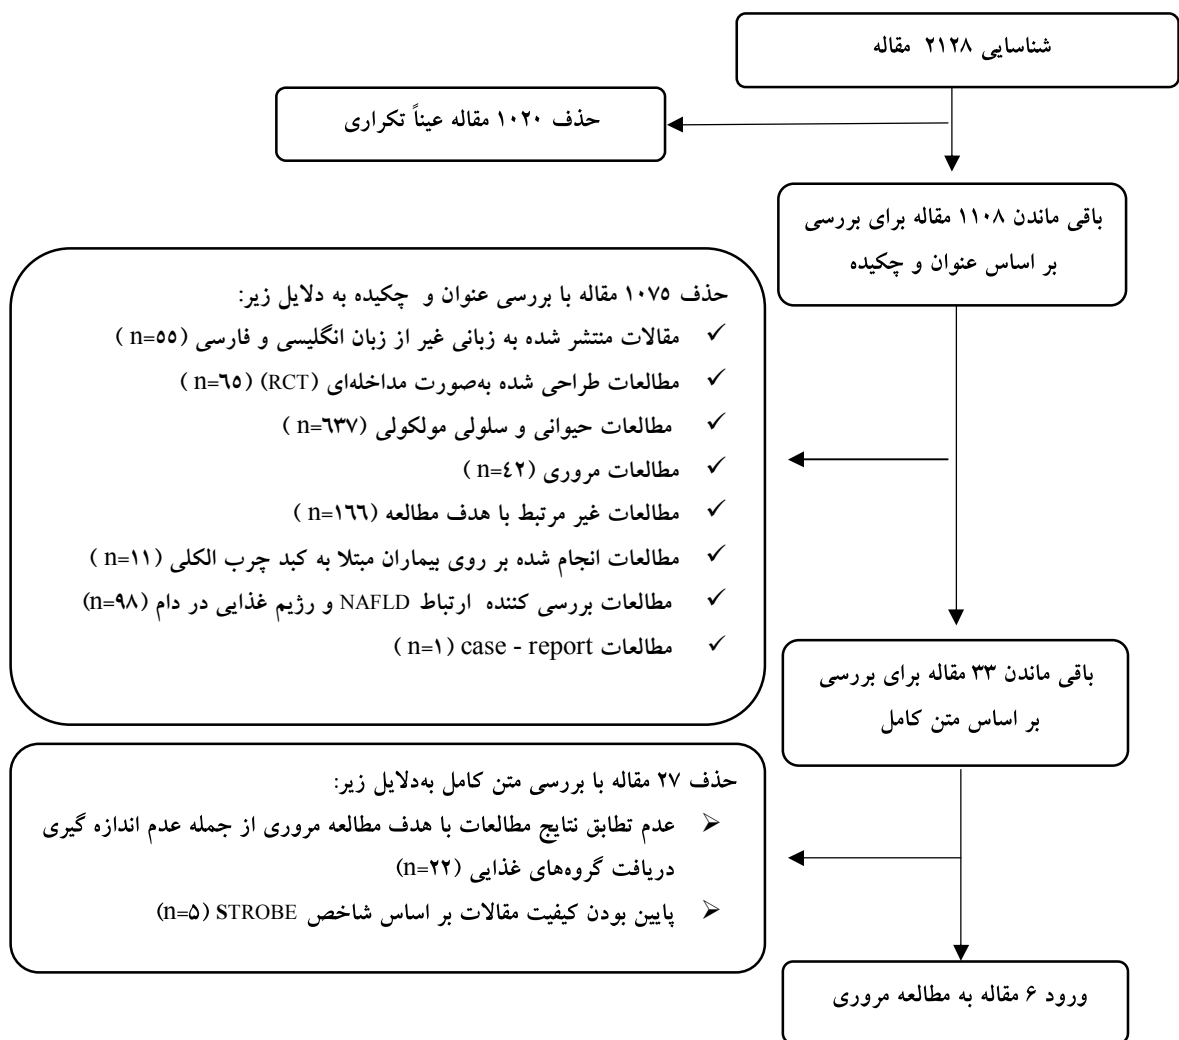 شناسایی ۲۱۲۸ مقاله
حذف ۱۰۲۰ مقاله عیناً تکراری
باقی ماندن ۱۱۰۸ مقاله برای بررسی
بر اساس عنوان و چکیده
حذف ۱۰۷۵ مقاله با بررسی عنوان و چکیده به دلایل زیر:
✓ مقالات منتشر شده به زبانی غیر از زبان انگلیسی و فارسی (n=۵۵ )
✓ مطالعات طراحی شده به‌صورت مداخله‌ای (RCT) (n=۶۵ )
✓ مطالعات حیوانی و سلولی مولکولی (n=۶۳۷ )
✓ مطالعات مروری (n=۴۲ )
✓ مطالعات غیر مرتبط با هدف مطالعه (n=۱۶۶ )
✓ مطالعات انجام شده بر روی بیماران مبتلا به کبد چرب الکلی (n=۱۱ )
✓ مطالعات بررسی کننده ارتباط NAFLD و رژیم غذایی در دام (n=۹۸)
✓ مطالعات case - report (n=۱ )
باقی ماندن ۳۳ مقاله برای بررسی
بر اساس متن کامل
حذف ۲۷ مقاله با بررسی متن کامل به‌دلایل زیر:
➢ عدم تطابق نتایج مطالعات با هدف مطالعه مروری از جمله عدم اندازه گیری
دریافت گروه‌های غذایی (n=۲۲)
➢ پایین بودن کیفیت مقالات بر اساس شاخص STROBE (n=۵)
ورود ۶ مقاله به مطالعه مروری